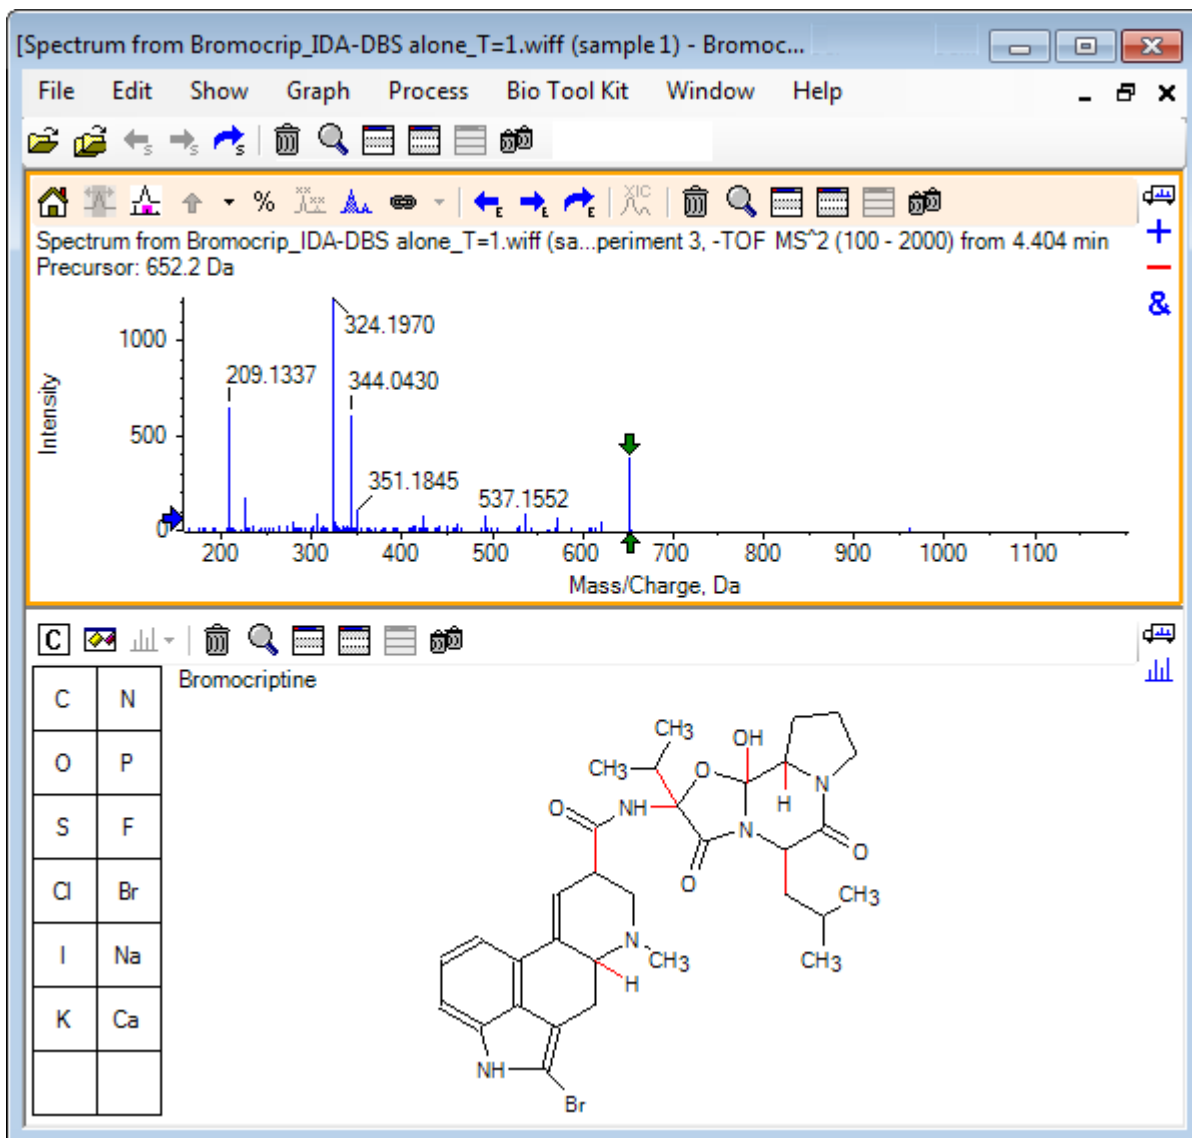 [Spectrum from Bromocrip_IDA-DBS alone_T=1.wiff (sample 1) - Bromoc...
File Edit Show Graph Process Bio Tool Kit Window Help
S S S
% xx xx E E E XIC
Spectrum from Bromocrip_IDA-DBS alone_T=1.wiff (sa...periment 3, -TOF MS^2 (100 - 2000) from 4.404 min
Precursor: 652.2 Da
+
−
&
Intensity
1000
500
0
324.1970
209.1337
344.0430
351.1845
537.1552
200 300 400 500 600 700 800 900 1000 1100
Mass/Charge, Da
C
Bromocriptine
C N
O P
S F
Cl Br
I Na
K Ca
CH3
OH
CH3
O
N
H
O
NH
N
O
O
CH3
N
CH3
CH3
H
NH
Br